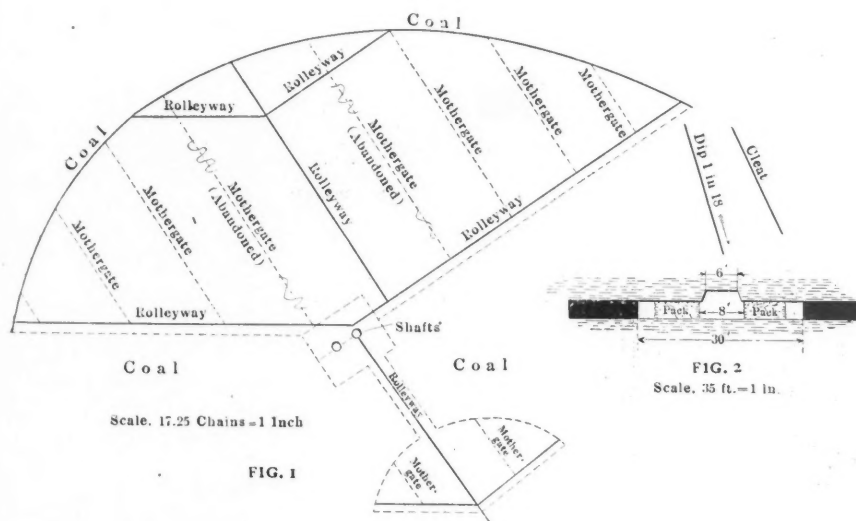 Coal
Rolleyway
Rolleyway
Mothergate
Mothergate
Mothergate
Coal
Mothergate
(Abandoned)
Mothergate
(Abandoned)
Rolleyway
Mothergate
Mothergate
Rolleyway
Rolleyway
Dip 1 in 18
Cleat
6'
Pack
8'
Pack
30'
FIG. 2
Scale. 35 ft.=1 in.
Shafts
Coal
Coal
Rolleyway
Scale. 17.25 Chains=1 Inch
Mother-
gate
Mother-
gate
FIG. 1